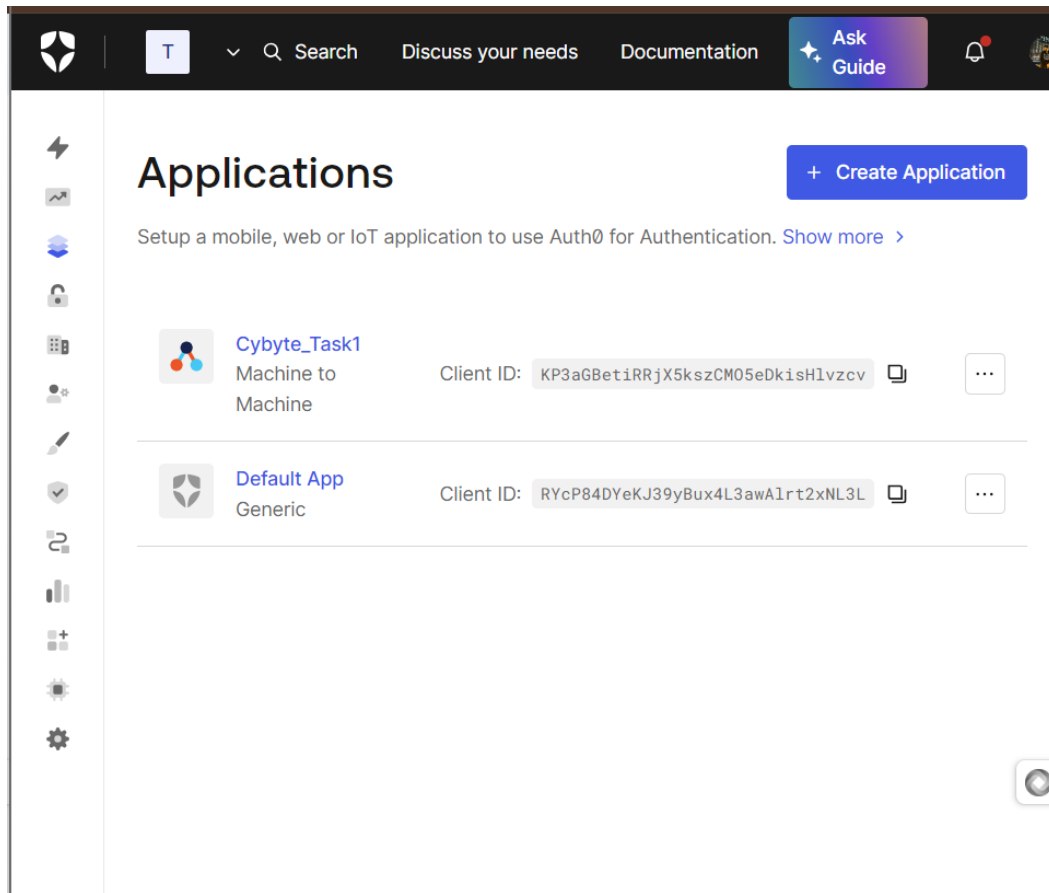 T
Search
Discuss your needs
Documentation
Ask
Guide
Applications
+ Create Application
Setup a mobile, web or IoT application to use Auth0 for Authentication. Show more >
Cybyte_Task1
Machine to
Machine
Client ID: KP3aGBetiRRjX5kszCMO5eDkisHlvzcv
...
Default App
Generic
Client ID: RYcP84DYeKJ39yBux4L3awAlrt2xNL3L
...